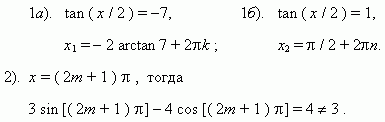 1а). tan ( x / 2 ) = –7, 1б). tan ( x / 2 ) = 1,
x₁ = – 2 arctan 7 + 2πk ; x₂ = π / 2 + 2πn.
2). x = ( 2m + 1 ) π , тогда
3 sin [( 2m + 1 ) π] – 4 cos [( 2m + 1 ) π] = 4 ≠ 3 .